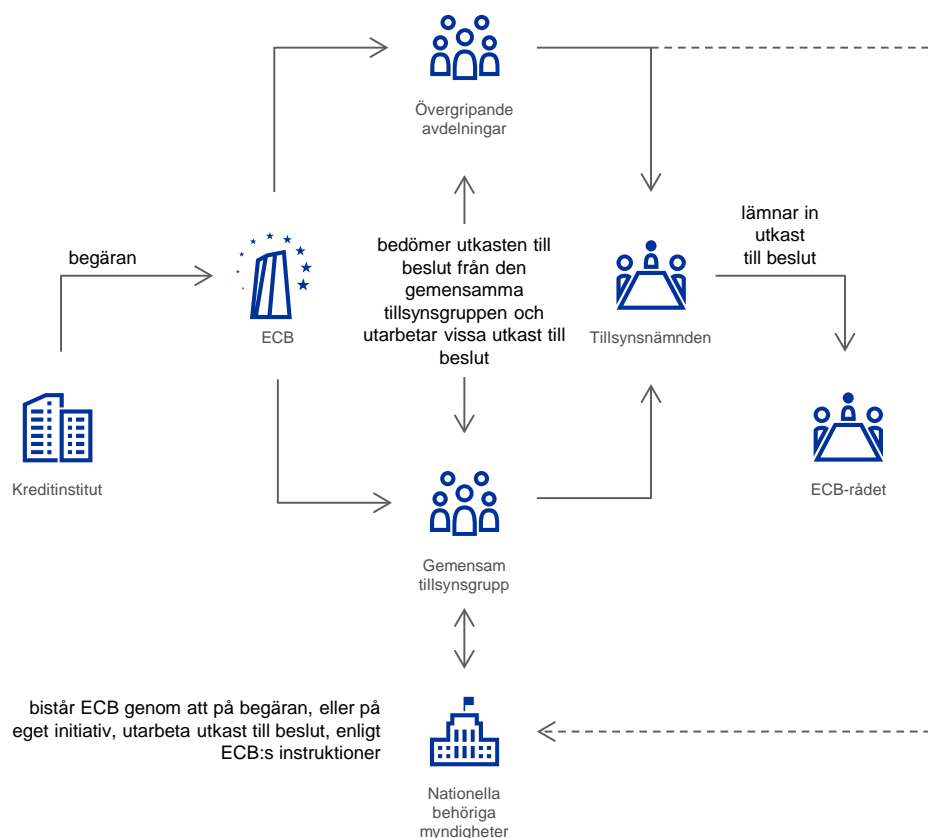 Övergripande
avdelningar
begäran
ECB
bedömer utkasten till
beslut från den
gemensamma
tillsynsgruppen och
utarbetar vissa utkast till
beslut
Tillsynsnämnden
lämnar in
utkast
till beslut
Kreditinstitut
ECB-rådet
Gemensam
tillsynsgrupp
bistår ECB genom att på begäran, eller på
eget initiativ, utarbeta utkast till beslut, enligt
ECB:s instruktioner
Nationella
behöriga
myndigheter